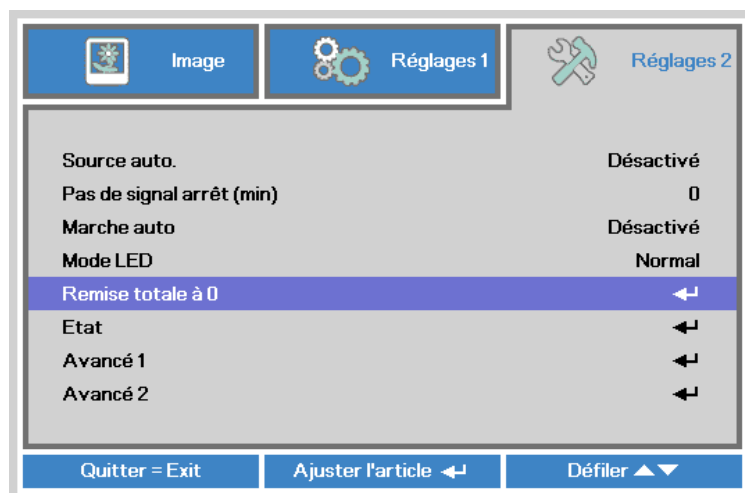 Image
Réglages 1
Réglages 2
Source auto. Désactivé
Pas de signal arrêt (min) 0
Marche auto Désactivé
Mode LED Normal
Remise totale à 0
Etat
Avancé 1
Avancé 2
Quitter = Exit
Ajuster l'article
Défiler